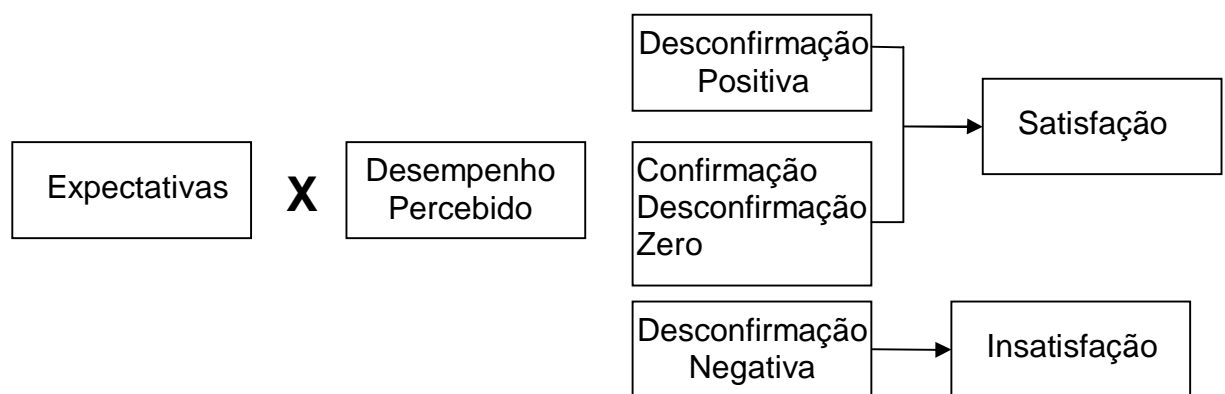 Expectativas
X
Desempenho
Percebido
Desconfirmação
Positiva
Confirmação
Desconfirmação
Zero
Desconfirmação
Negativa
Satisfação
Insatisfação